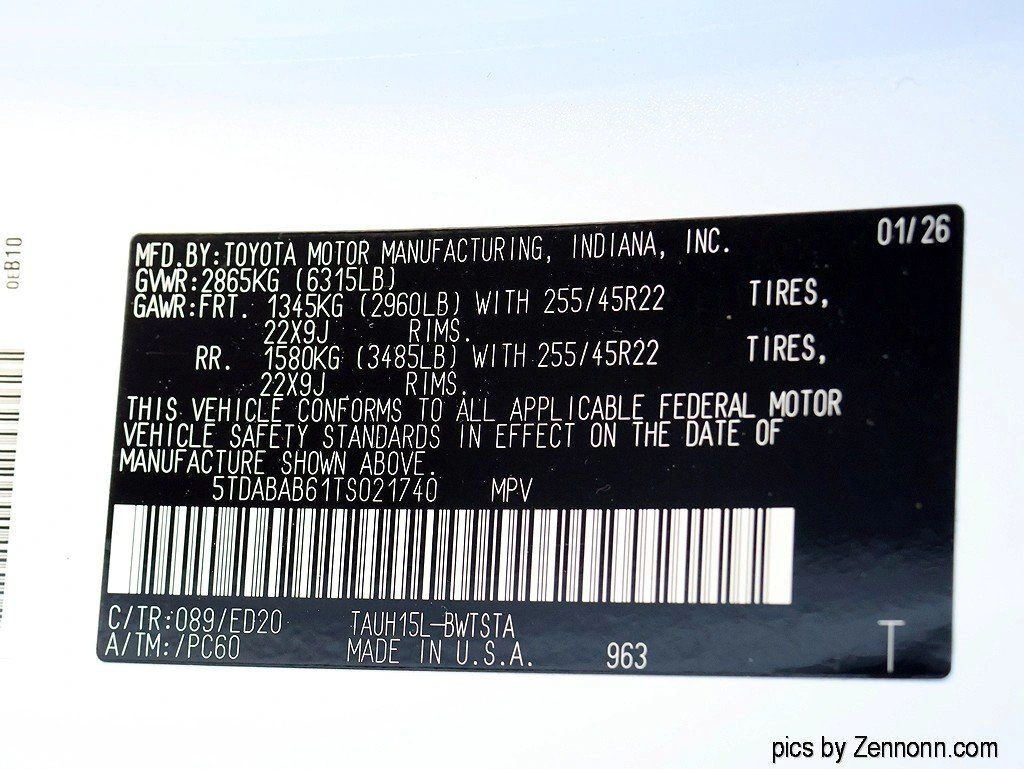 01/26
MFD.BY:TOYOTA MOTOR MANUFACTURING, INDIANA, INC.
GVWR:2865KG (6315LB)
GAWR:FRT. 1345KG (2960LB) WITH 255/45R22 TIRES,
22X9J RIMS.
RR. 1580KG (3485LB) WITH 255/45R22 TIRES,
22X9J RIMS.
THIS VEHICLE CONFORMS TO ALL APPLICABLE FEDERAL MOTOR
VEHICLE SAFETY STANDARDS IN EFFECT ON THE DATE OF
MANUFACTURE SHOWN ABOVE.
5TDABAB61TS021740 MPV
C/TR:089/ED20 TAUH15L-BWTSTA
A/TM:/PC60 MADE IN U.S.A. 963 T
0EB10
pics by Zennonn.com